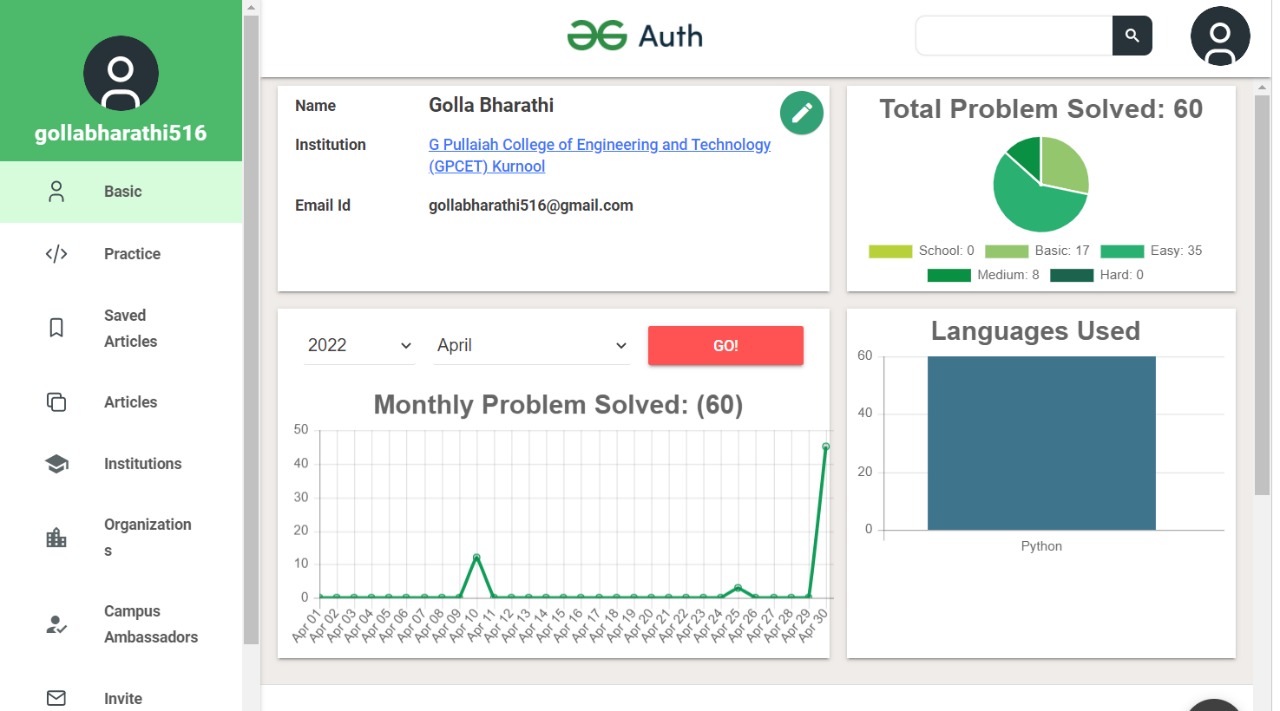 gollabharathi516
Basic
Practice
Saved
Articles
Articles
Institutions
Organization
s
Campus
Ambassadors
Invite
GG Auth
Name Golla Bharathi
Institution G Pullaiah College of Engineering and Technology
(GPCET) Kurnool
Email Id gollabharathi516@gmail.com
Total Problem Solved: 60
School: 0 Basic: 17 Easy: 35
Medium: 8 Hard: 0
2022 April GO!
Monthly Problem Solved: (60)
50
40
30
20
10
0
Apr 01 Apr 02 Apr 03 Apr 04 Apr 05 Apr 06 Apr 07 Apr 08 Apr 09 Apr 10 Apr 11 Apr 12 Apr 13 Apr 14 Apr 15 Apr 16 Apr 17 Apr 18 Apr 19 Apr 20 Apr 21 Apr 22 Apr 23 Apr 24 Apr 25 Apr 26 Apr 27 Apr 28 Apr 29 Apr 30
Languages Used
60
40
20
0
Python